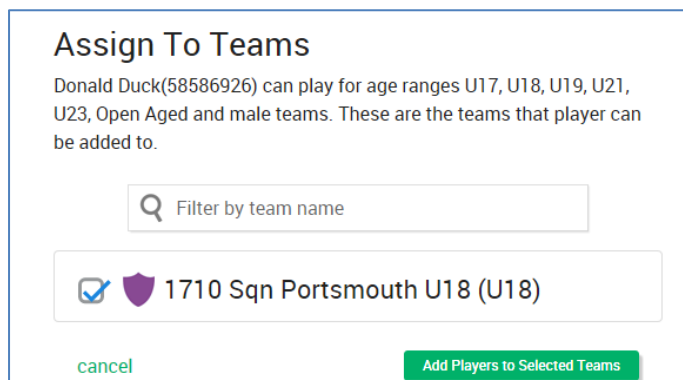 Assign To Teams
Donald Duck(58586926) can play for age ranges U17, U18, U19, U21,
U23, Open Aged and male teams. These are the teams that player can
be added to.
Filter by team name
1710 Sqn Portsmouth U18 (U18)
cancel
Add Players to Selected Teams